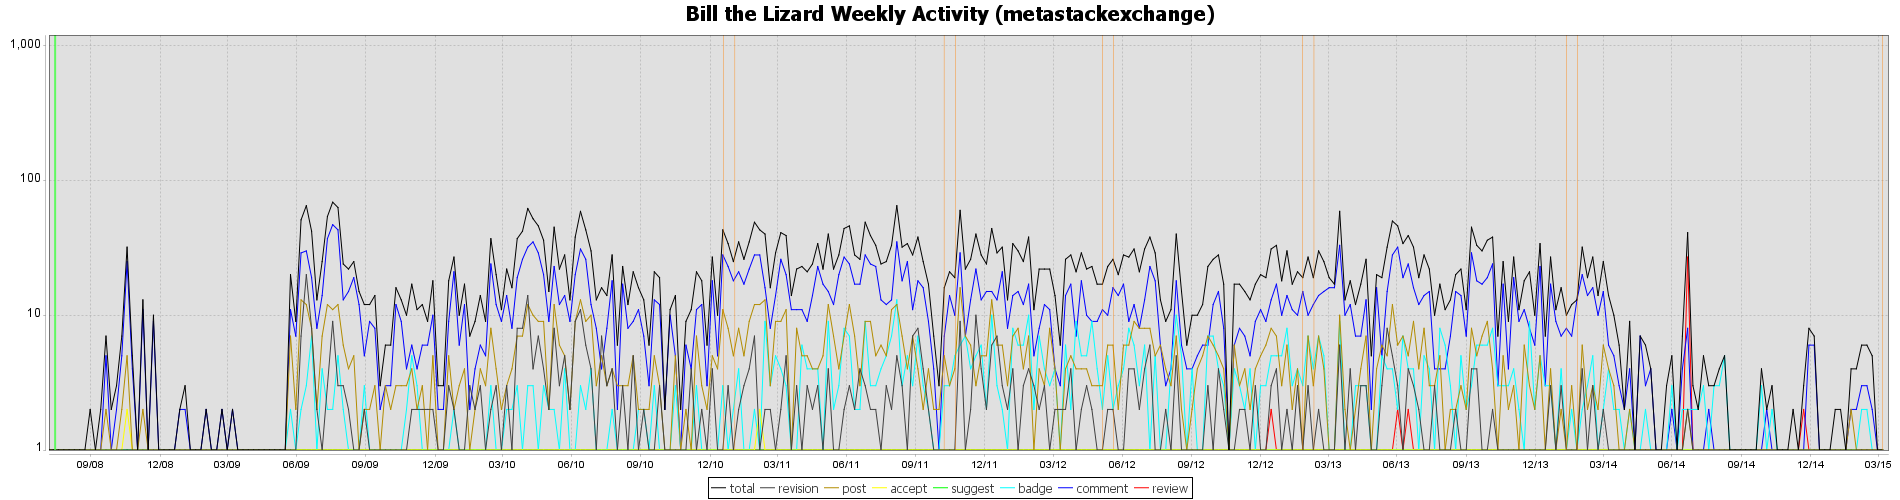 Bill the Lizard Weekly Activity (metastackexchange)
1,000
100
10
1
09/08 12/08 03/09 06/09 09/09 12/09 03/10 06/10 09/10 12/10 03/11 06/11 09/11 12/11 03/12 06/12 09/12 12/12 03/13 06/13 09/13 12/13 03/14 06/14 09/14 12/14 03/15
total revision post accept suggest badge comment review